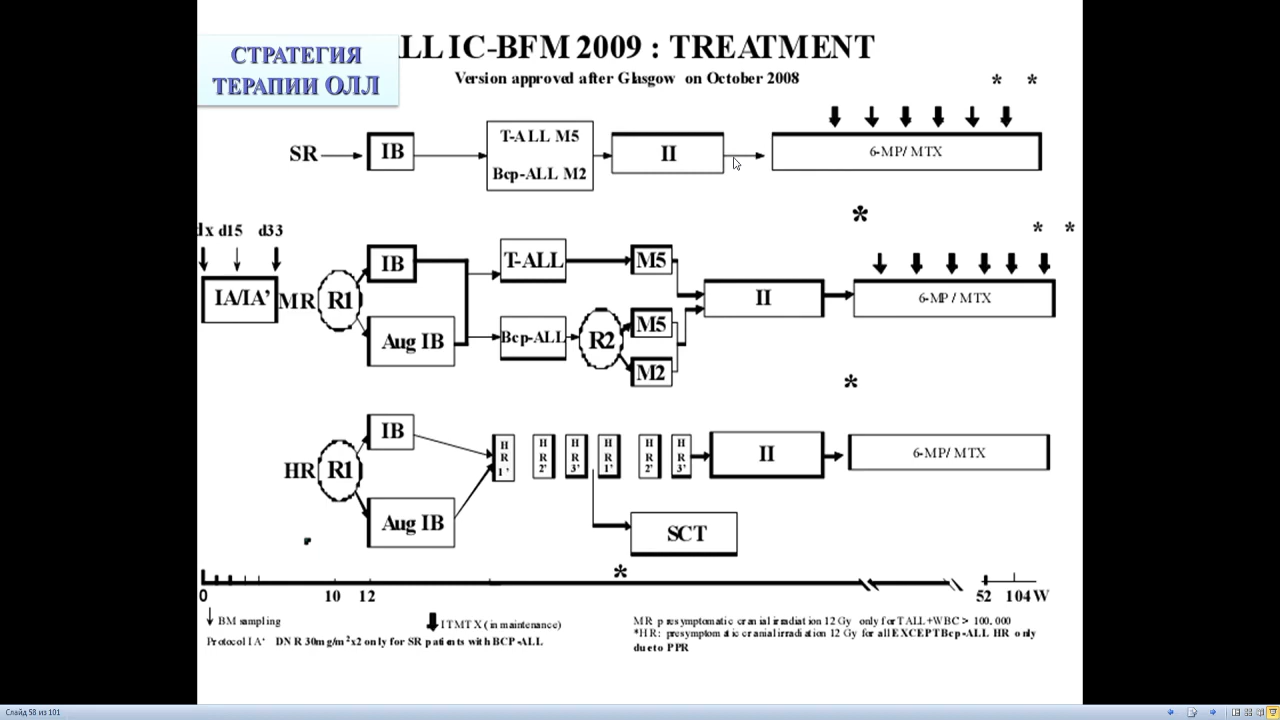 СТРАТЕГИЯ
ТЕРАПИИ ОЛЛ
LL IC-BFM 2009 : TREATMENT
Version approved after Glasgow on October 2008
* *
SR
IB
T-ALL M5
Bcp-ALL M2
II
6-MP/ MTX
*
* *
dx d15 d33
IA/IA’
MR
R1
IB
Aug IB
T-ALL
Bcp-ALL
R2
M5
M5
M2
II
6-MP / MTX
*
HR
R1
IB
Aug IB
HR1’
HR2’
HR3’
HR1’
HR2’
HR3’
II
6-MP/ MTX
SCT
*
0 10 12 52 104W
BM sampling
ITMTX (in maintenance)
Protocol IA‘ DNR 30mg/m²x2 only for SR patients with BCP-ALL
MR presymptomatic cranial irradiation 12 Gy only for TALL+WBC > 100,000
*HR: presymptomatic cranial irradiation 12 Gy for all EXCEPT Bcp-ALL HR only
due to PPR
Слайд 58 из 101